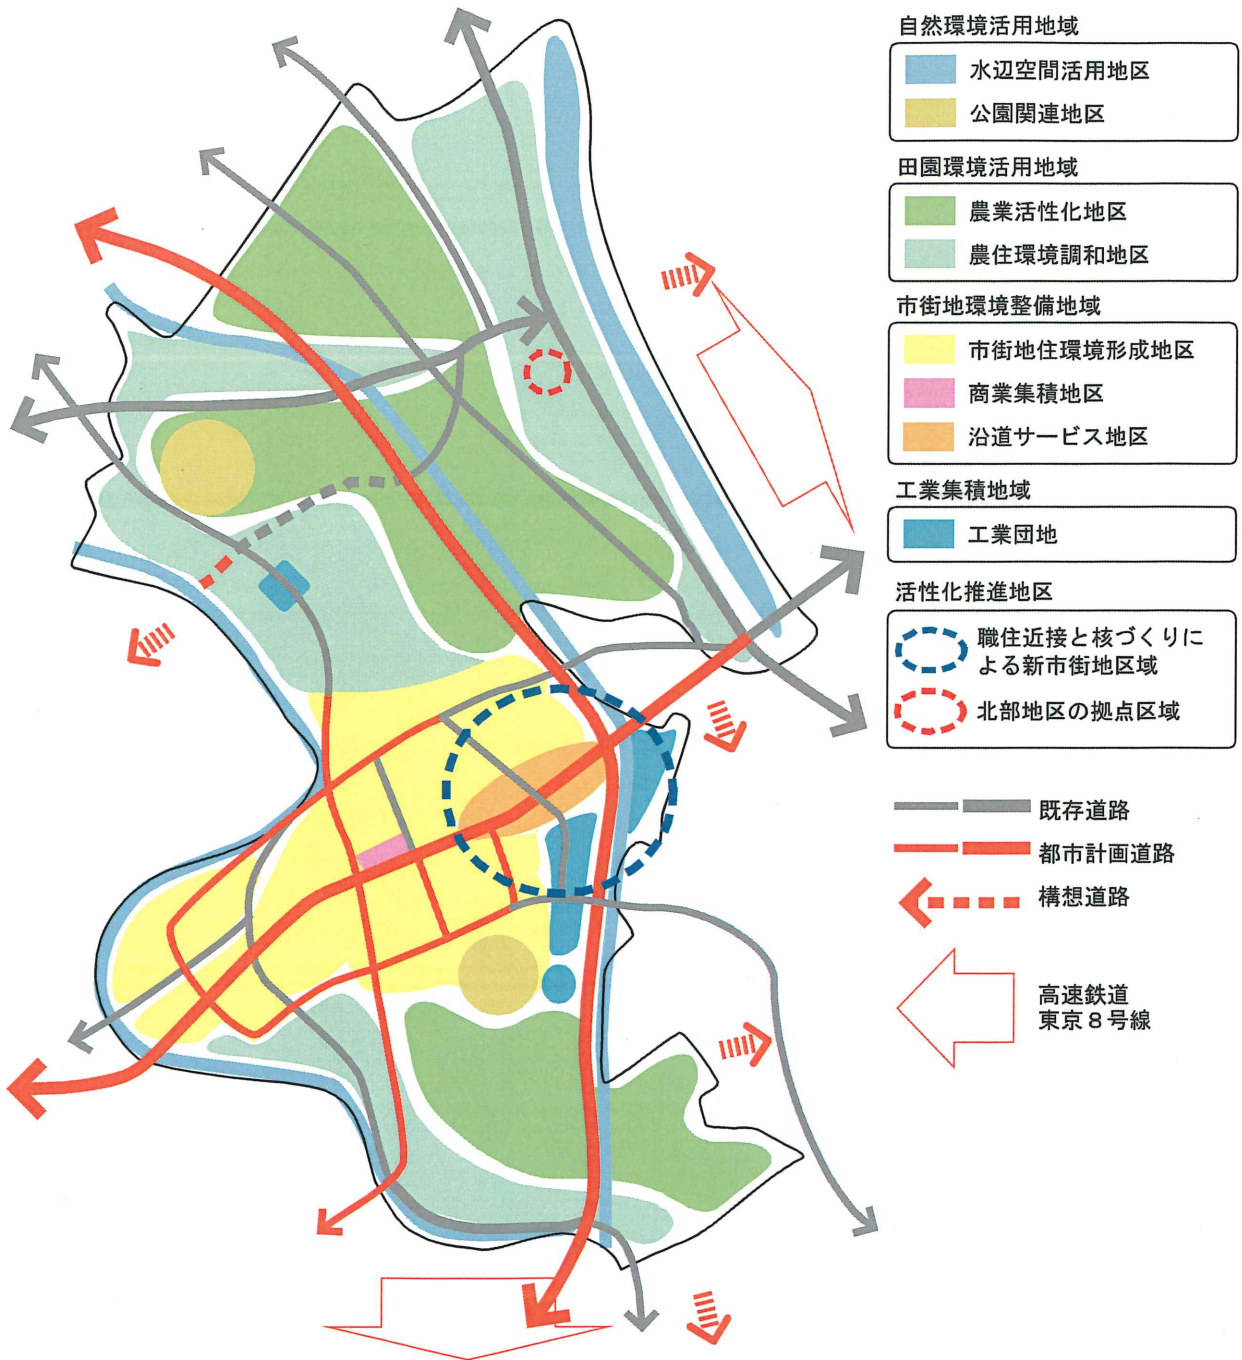 自然環境活用地域
水辺空間活用地区
公園関連地区
田園環境活用地域
農業活性化地区
農住環境調和地区
市街地環境整備地域
市街地住環境形成地区
商業集積地区
沿道サービス地区
工業集積地域
工業団地
活性化推進地区
職住近接と核づくりに
よる新市街地区域
北部地区の拠点区域
既存道路
都市計画道路
構想道路
高速鉄道
東京8号線